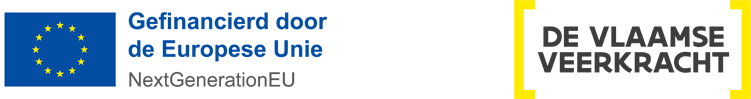 Gefinancierd door
de Europese Unie
NextGenerationEU
DE VLAAMSE
VEERKRACHT